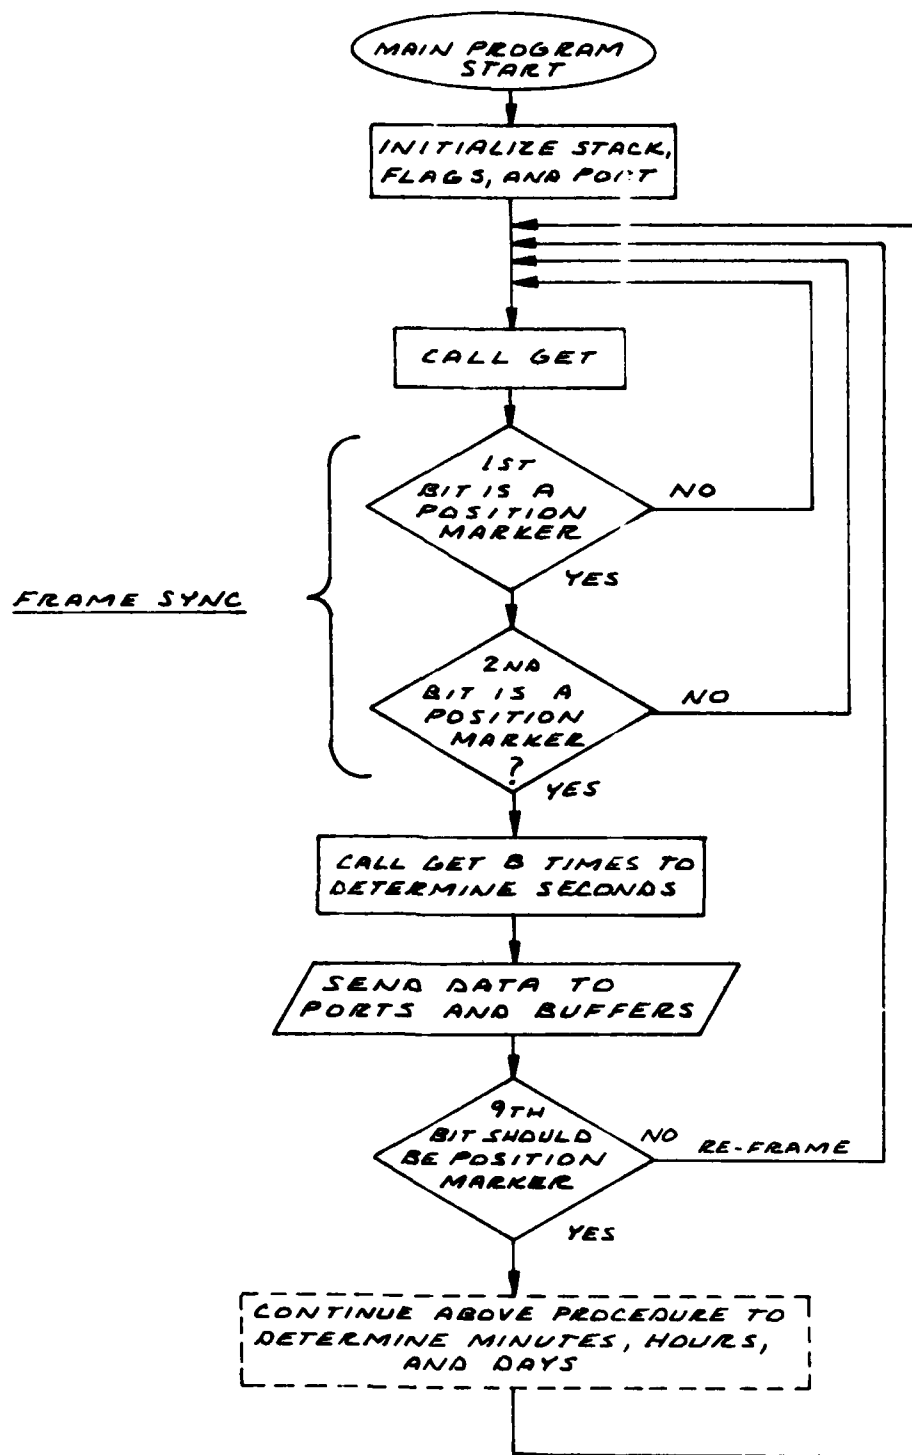 MAIN PROGRAM
START
INITIALIZE STACK,
FLAGS, AND PORT
CALL GET
1ST
BIT IS A
POSITION
MARKER
NO
YES
FRAME SYNC
2ND
BIT IS A
POSITION
MARKER
?
NO
YES
CALL GET 8 TIMES TO
DETERMINE SECONDS
SEND DATA TO
PORTS AND BUFFERS
9TH
BIT SHOULD
BE POSITION
MARKER
NO
RE-FRAME
YES
CONTINUE ABOVE PROCEDURE TO
DETERMINE MINUTES, HOURS,
AND DAYS